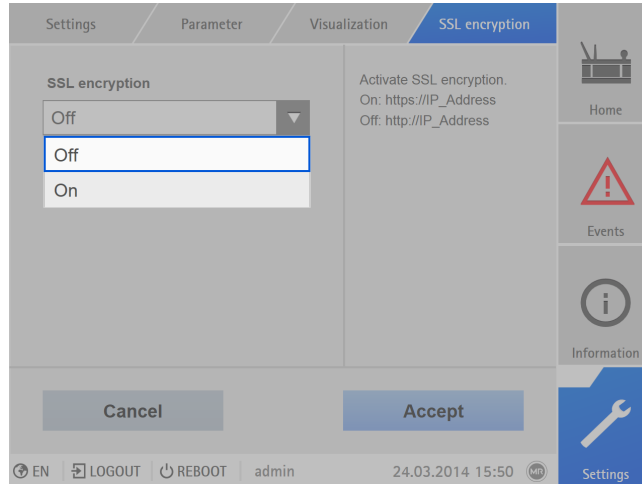 Settings Parameter Visualization SSL encryption
SSL encryption
Off
Off
On
Activate SSL encryption.
On: https://IP_Address
Off: http://IP_Address
Cancel Accept
EN LOGOUT REBOOT admin 24.03.2014 15:50 MR
Home
Events
Information
Settings